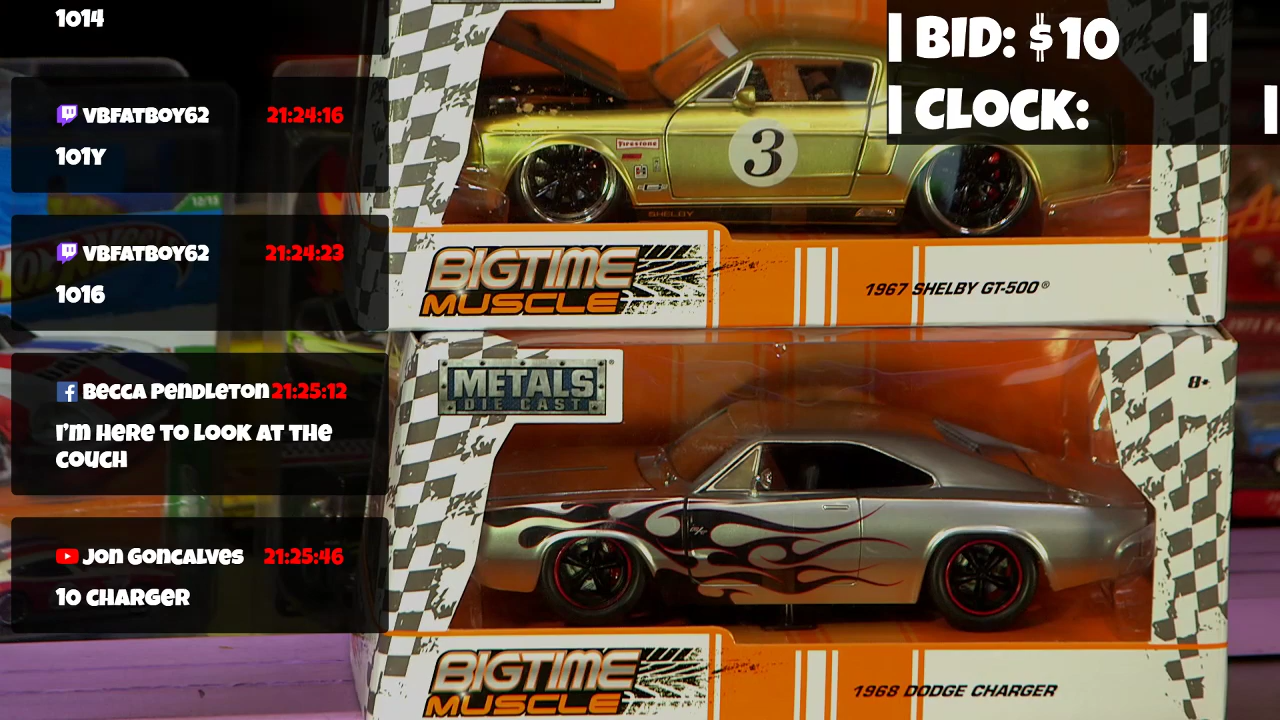 1014
VBFATBOY62 21:24:16
101Y
VBFATBOY62 21:24:23
1016
Becca Pendleton 21:25:12
I'm here to look at the
couch
Jon Goncalves 21:25:46
10 charger
| BID: $10 |
| CLOCK: |
3
Firestone
SHELBY
BIGTIME
MUSCLE
1967 SHELBY GT-500®
METALS®
DIE CAST
8+
BIGTIME
MUSCLE
1968 DODGE CHARGER